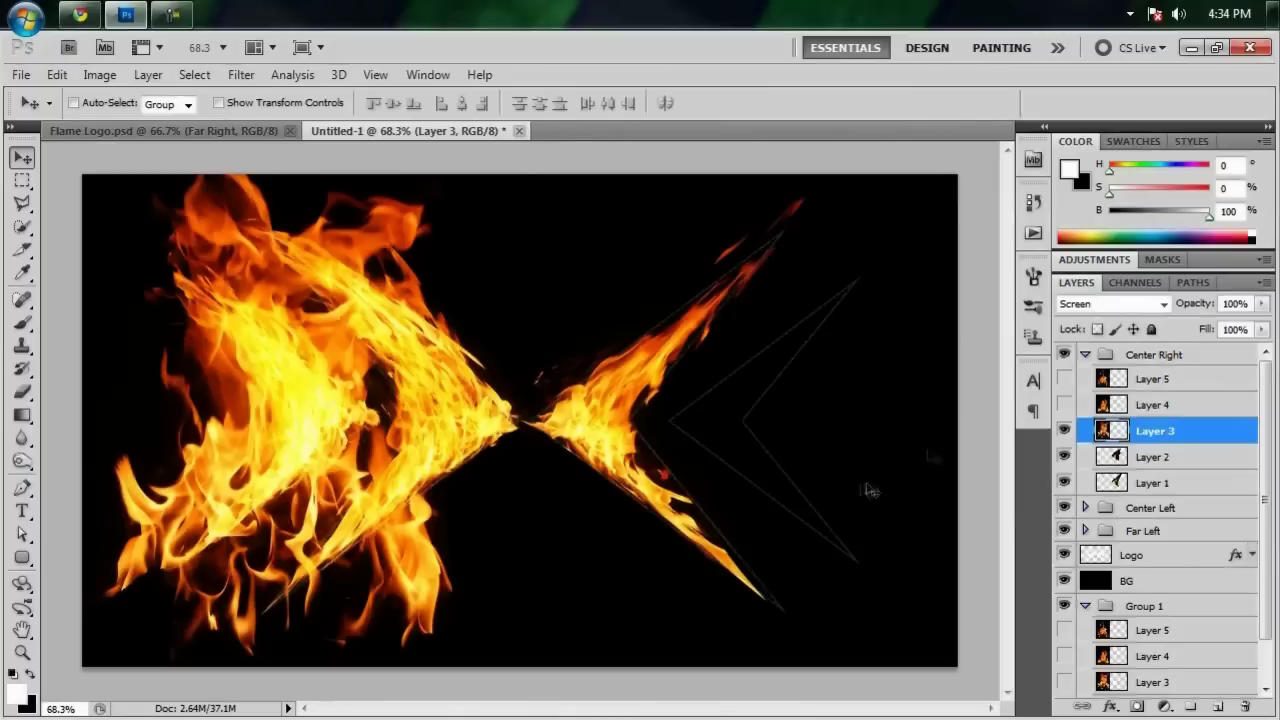 4:34 PM
Ps Br Mb 68.3 ESSENTIALS DESIGN PAINTING CS Live
File Edit Image Layer Select Filter Analysis 3D View Window Help
Auto-Select: Group Show Transform Controls
Flame Logo.psd @ 66.7% (Far Right, RGB/8) Untitled-1 @ 68.3% (Layer 3, RGB/8) *
COLOR SWATCHES STYLES
H 0 °
S 0 %
B 100 %
ADJUSTMENTS MASKS
LAYERS CHANNELS PATHS
Screen Opacity: 100%
Lock: Fill: 100%
Center Right
Layer 5
Layer 4
Layer 3
Layer 2
Layer 1
Center Left
Far Left
Logo fx
BG
Group 1
Layer 5
Layer 4
Layer 3
68.3% Doc: 2.64M/37.1M